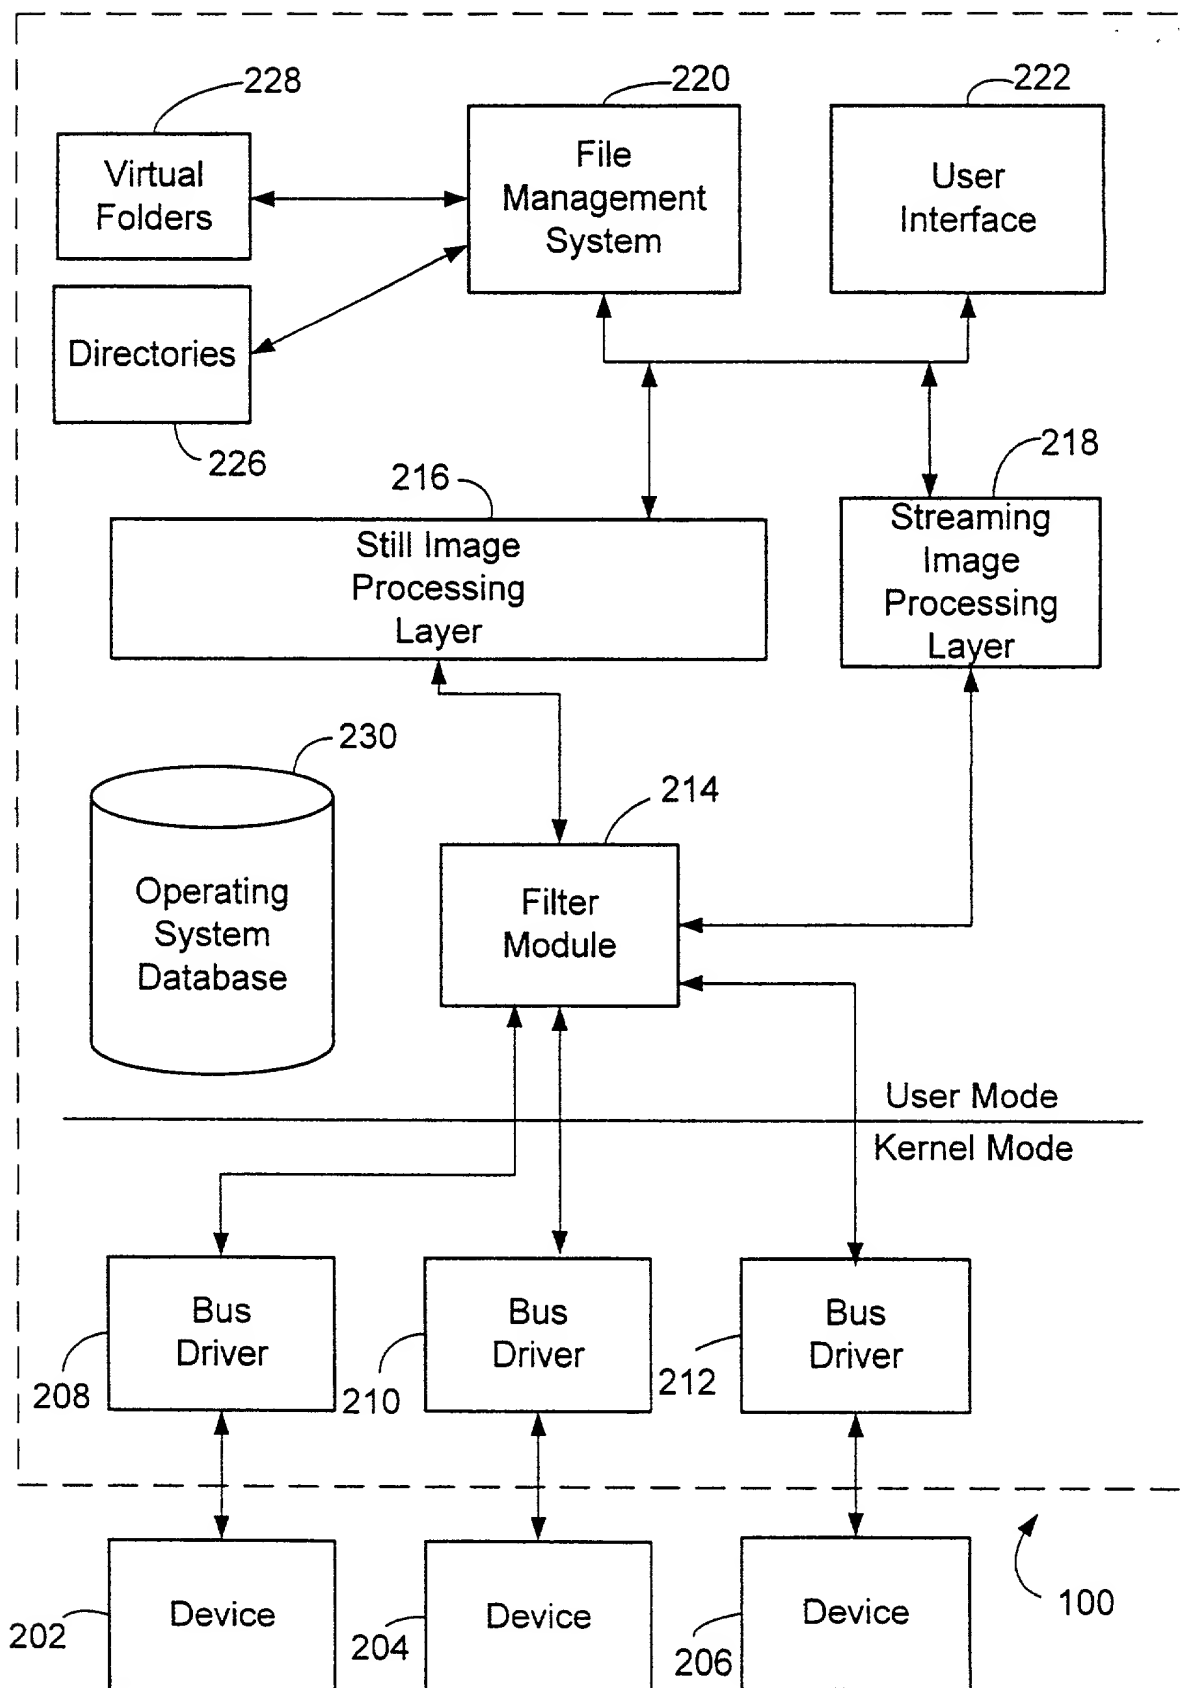 228
220
222
Virtual
Folders
File
Management
System
User
Interface
Directories
226
216
218
Still Image
Processing
Layer
Streaming
Image
Processing
Layer
230
214
Operating
System
Database
Filter
Module
User Mode
Kernel Mode
Bus
Driver
Bus
Driver
Bus
Driver
208
210
212
Device
Device
Device
202
204
206
100